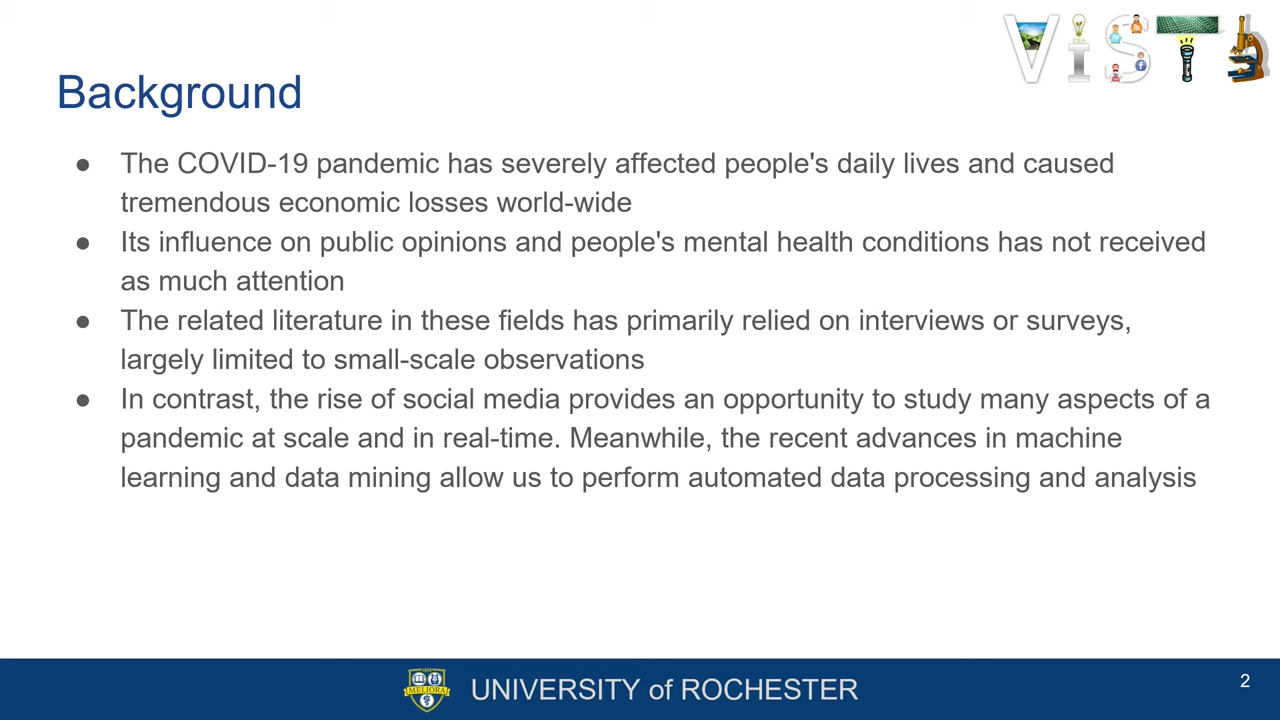 ViSTA
Background
● The COVID-19 pandemic has severely affected people's daily lives and caused
tremendous economic losses world-wide
● Its influence on public opinions and people's mental health conditions has not received
as much attention
● The related literature in these fields has primarily relied on interviews or surveys,
largely limited to small-scale observations
● In contrast, the rise of social media provides an opportunity to study many aspects of a
pandemic at scale and in real-time. Meanwhile, the recent advances in machine
learning and data mining allow us to perform automated data processing and analysis
MELIORA
UNIVERSITY of ROCHESTER
2